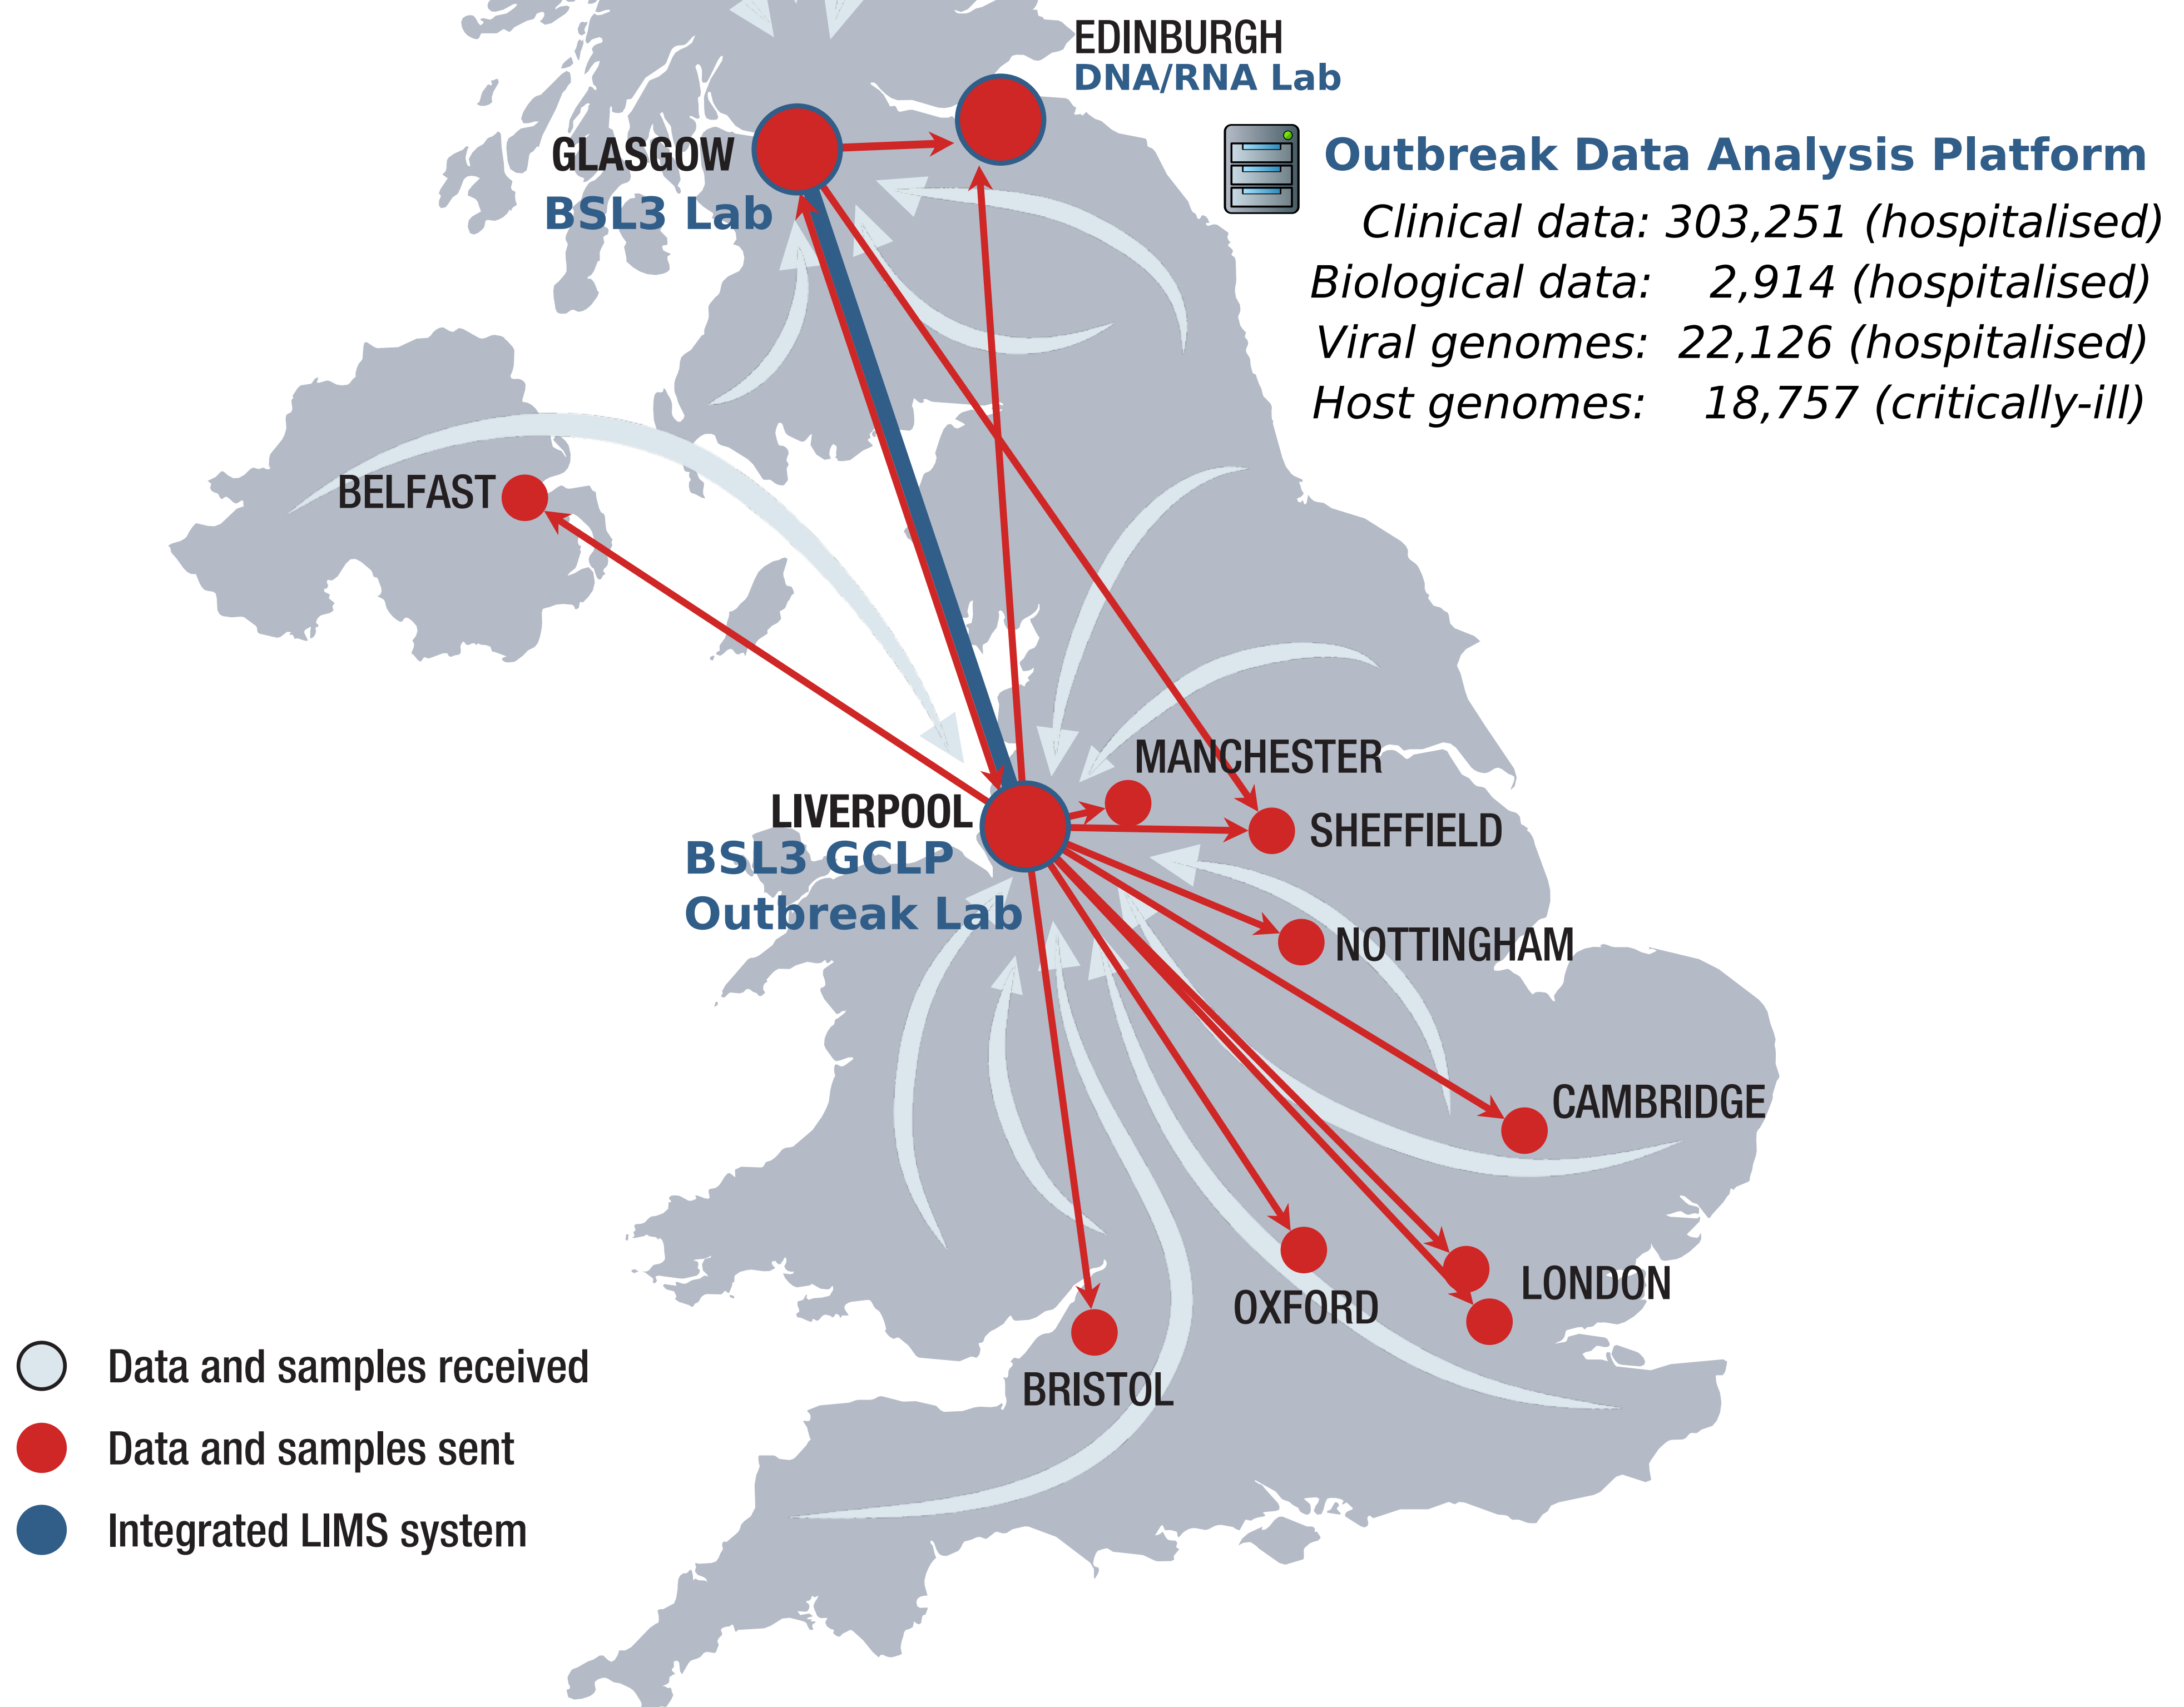 EDINBURGH
DNA/RNA Lab
GLASGOW
BSL3 Lab
Outbreak Data Analysis Platform
Clinical data: 303,251 (hospitalised)
Biological data: 2,914 (hospitalised)
Viral genomes: 22,126 (hospitalised)
Host genomes: 18,757 (critically-ill)
BELFAST
MANCHESTER
LIVERPOOL
BSL3 GCLP
Outbreak Lab
SHEFFIELD
NOTTINGHAM
CAMBRIDGE
LONDON
OXFORD
BRISTOL
Data and samples received
Data and samples sent
Integrated LIMS system